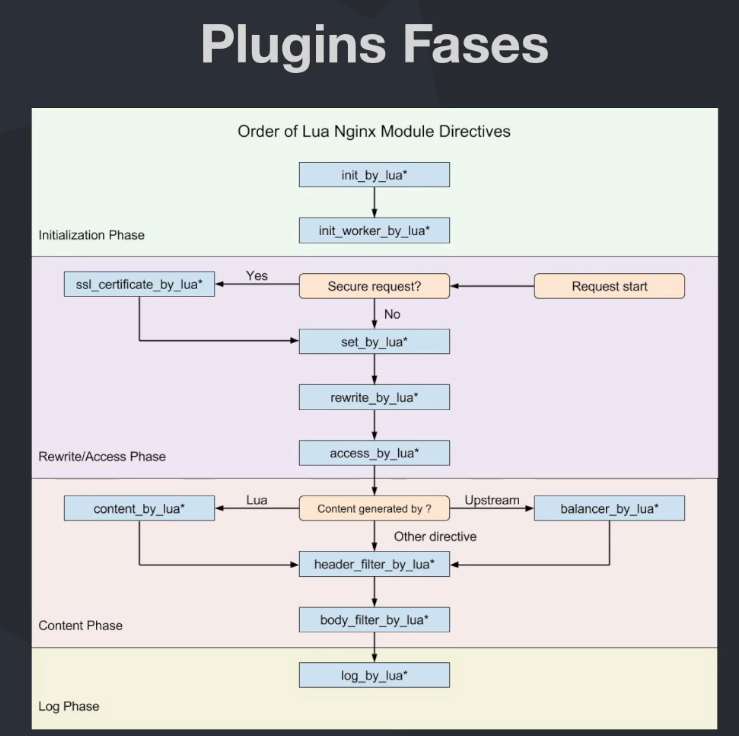 Plugins Fases
Order of Lua Nginx Module Directives
init_by_lua*
init_worker_by_lua*
Initialization Phase
ssl_certificate_by_lua*
Yes
Secure request?
Request start
No
set_by_lua*
rewrite_by_lua*
access_by_lua*
Rewrite/Access Phase
content_by_lua*
Lua
Content generated by ?
Upstream
balancer_by_lua*
Other directive
header_filter_by_lua*
body_filter_by_lua*
Content Phase
log_by_lua*
Log Phase